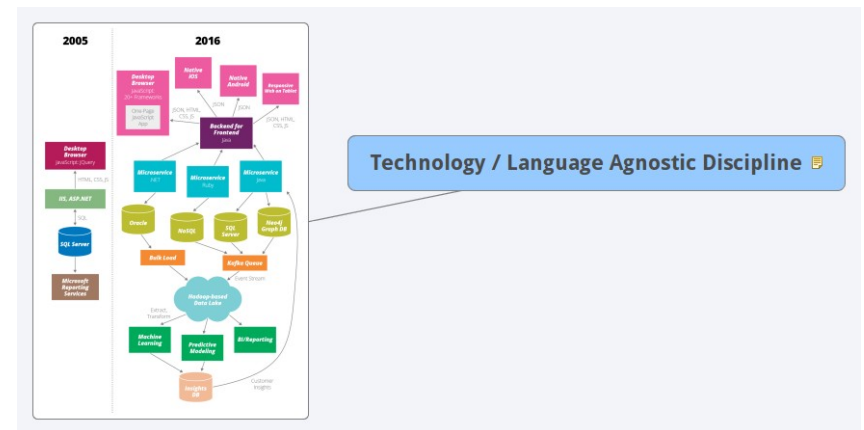 2005
2016
Desktop
Browser
JavaScript jQuery
HTML, CSS, JS
IIS, ASP.NET
SQL
SQL Server
Microsoft
Reporting
Services
Desktop
Browser
JavaScript
20+ Frameworks
One-Page
JavaScript
App
Native
iOS
Native
Android
Responsive
Web on Tablet
JSON, HTML,
CSS, JS
JSON
JSON
JSON, HTML,
CSS, JS
Backend for
Frontend
Java
Microservice
.NET
Microservice
Ruby
Microservice
Java
Oracle
NoSQL
SQL
Server
Neo4j
Graph DB
Bulk Load
Kafka Queue
Event Stream
Hadoop-based
Data Lake
Extract,
Transform
Machine
Learning
Predictive
Modeling
BI/Reporting
Customer
Insights
Insights
DB
Technology / Language Agnostic Discipline